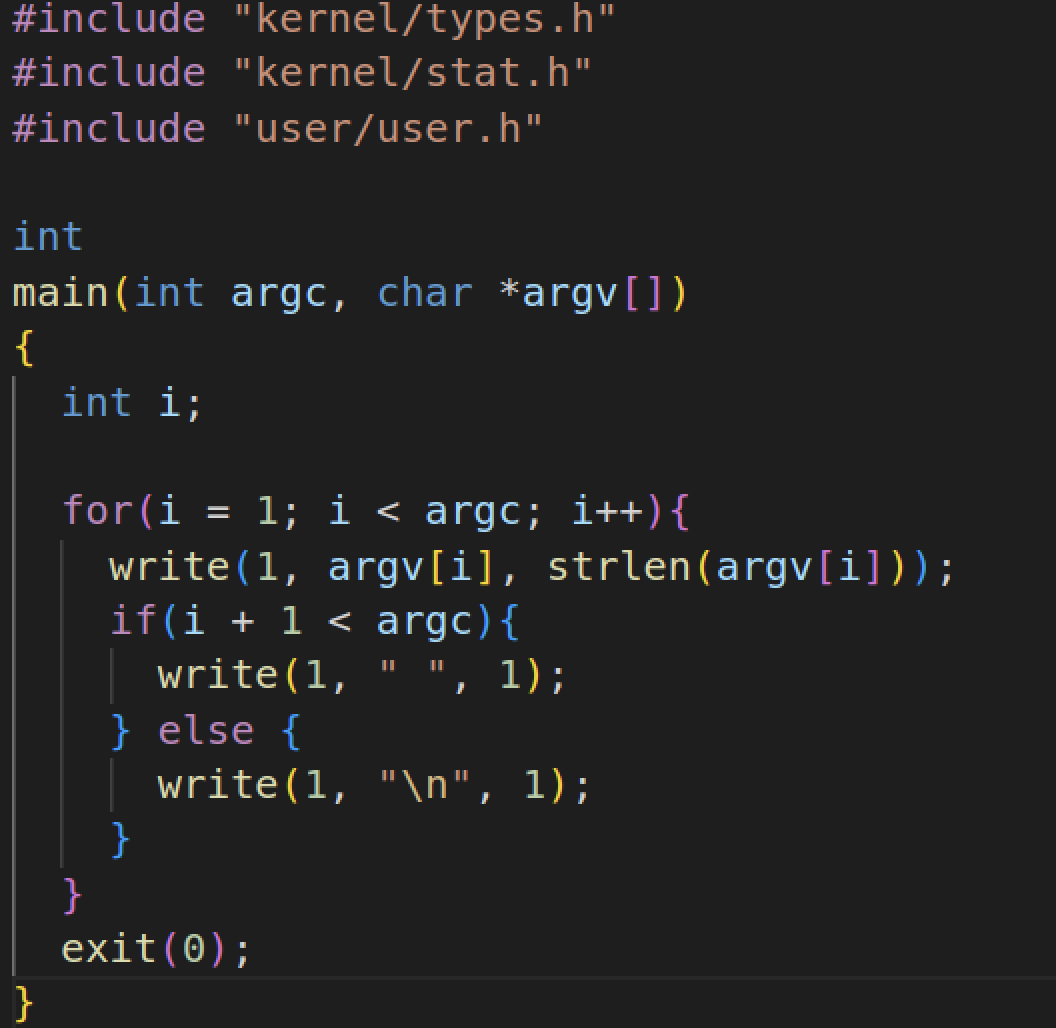 #include "kernel/types.h"
#include "kernel/stat.h"
#include "user/user.h"

int
main(int argc, char *argv[])
{
  int i;

  for(i = 1; i < argc; i++){
    write(1, argv[i], strlen(argv[i]));
    if(i + 1 < argc){
      write(1, " ", 1);
    } else {
      write(1, "\n", 1);
    }
  }
  exit(0);
}